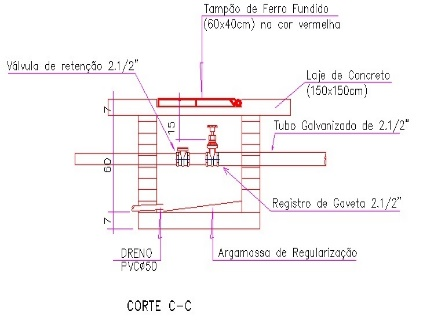 Tampão de Ferro Fundido
(60x40cm) na cor vermelha
Válvula de retenção 2.1/2"
Laje de Concreto
(150x150cm)
7
15
Tubo Galvanizado de 2.1/2"
60
Registro de Gaveta 2.1/2"
7
DRENO
PVC¢50
Argamassa de Regularização
CORTE C-C